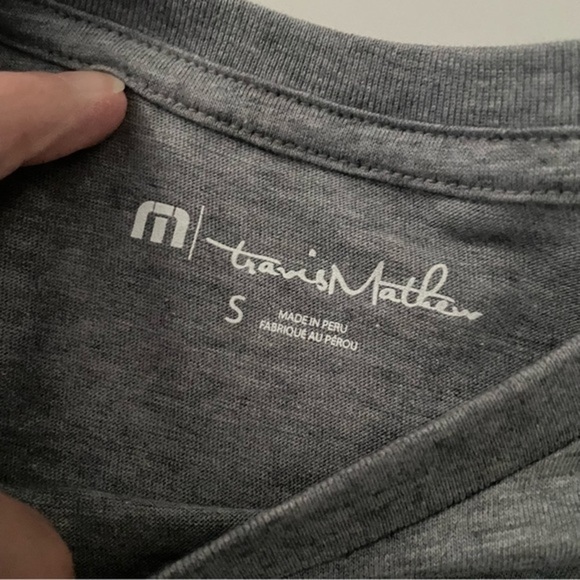 travisMathew
S
MADE IN PERU
FABRIQUÉ AU PÉROU